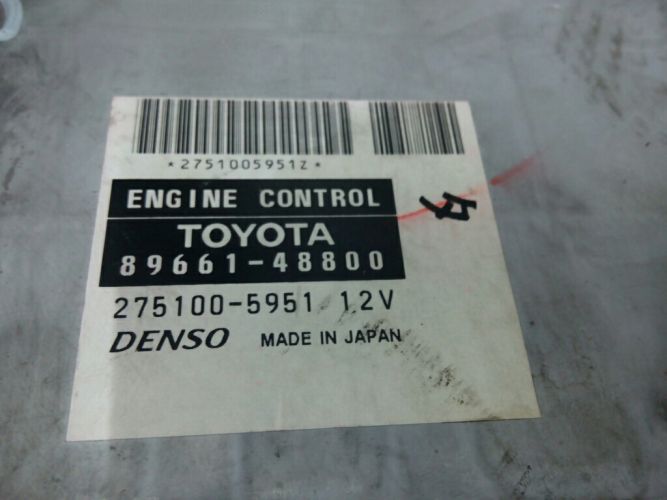 *2751005951Z*
ENGINE CONTROL
TOYOTA
89661-48800
275100-5951 12V
DENSO MADE IN JAPAN